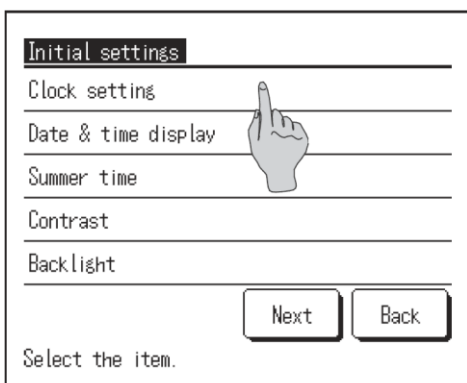 Initial settings
Clock setting
Date & time display
Summer time
Contrast
Backlight
Next
Back
Select the item.